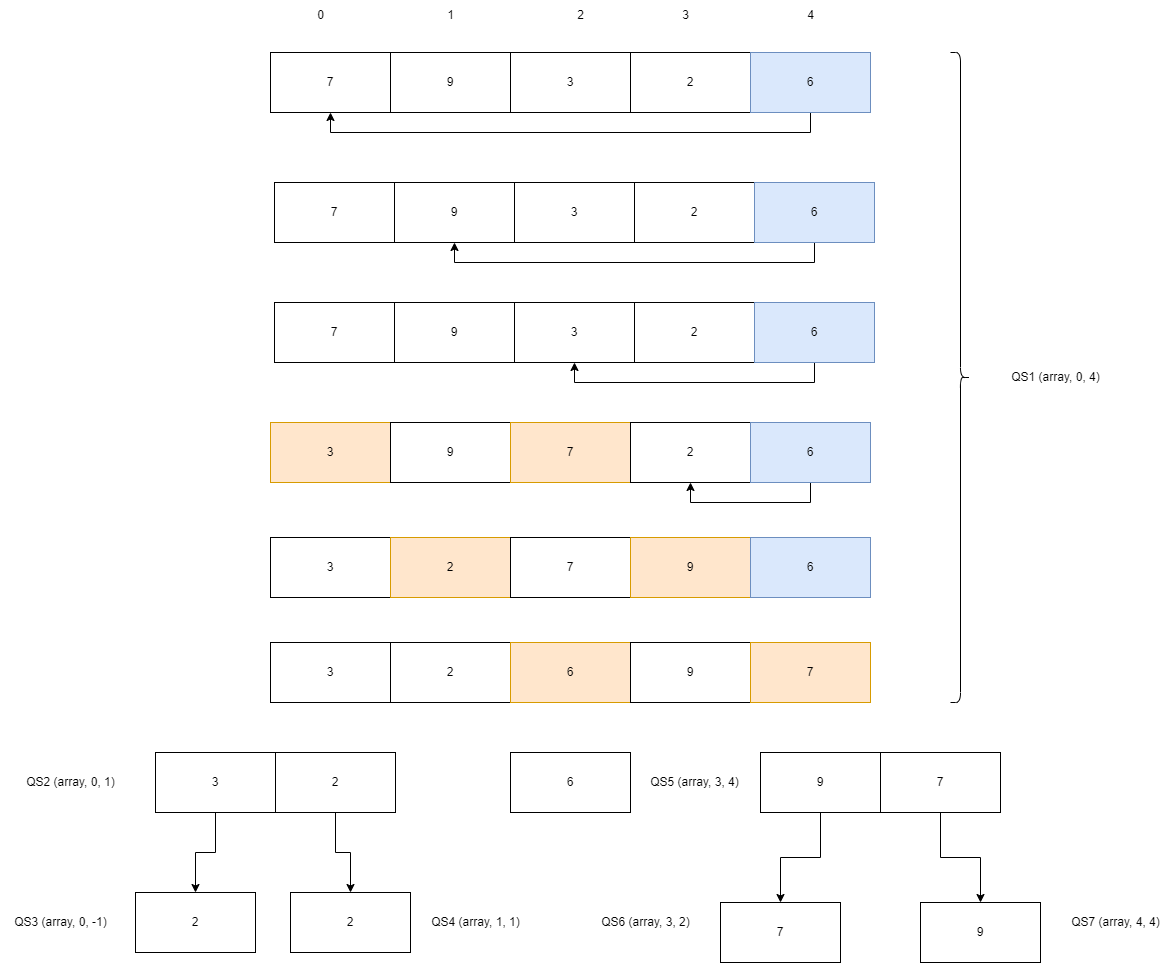 0 1 2 3 4
7 9 3 2 6
7 9 3 2 6
7 9 3 2 6
QS1 (array, 0, 4)
3 9 7 2 6
3 2 7 9 6
3 2 6 9 7
QS2 (array, 0, 1) 3 2 6 QS5 (array, 3, 4) 9 7
QS3 (array, 0, -1) 2 2 QS4 (array, 1, 1) QS6 (array, 3, 2) 7 9 QS7 (array, 4, 4)